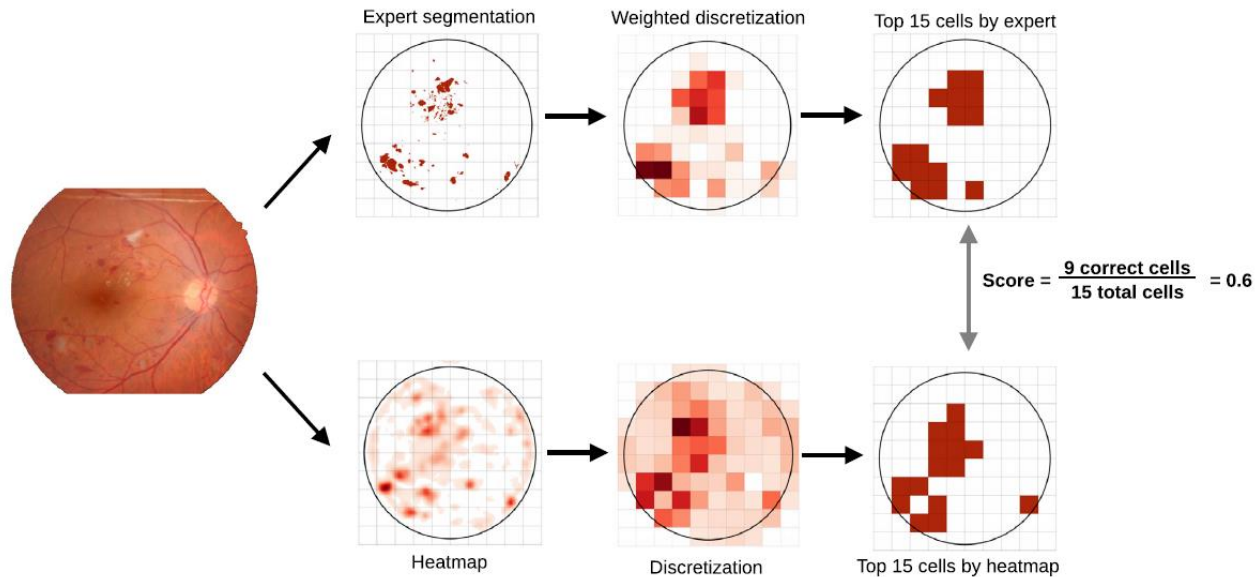 Expert segmentation
Weighted discretization
Top 15 cells by expert
Score = 9 correct cells / 15 total cells = 0.6
Heatmap
Discretization
Top 15 cells by heatmap